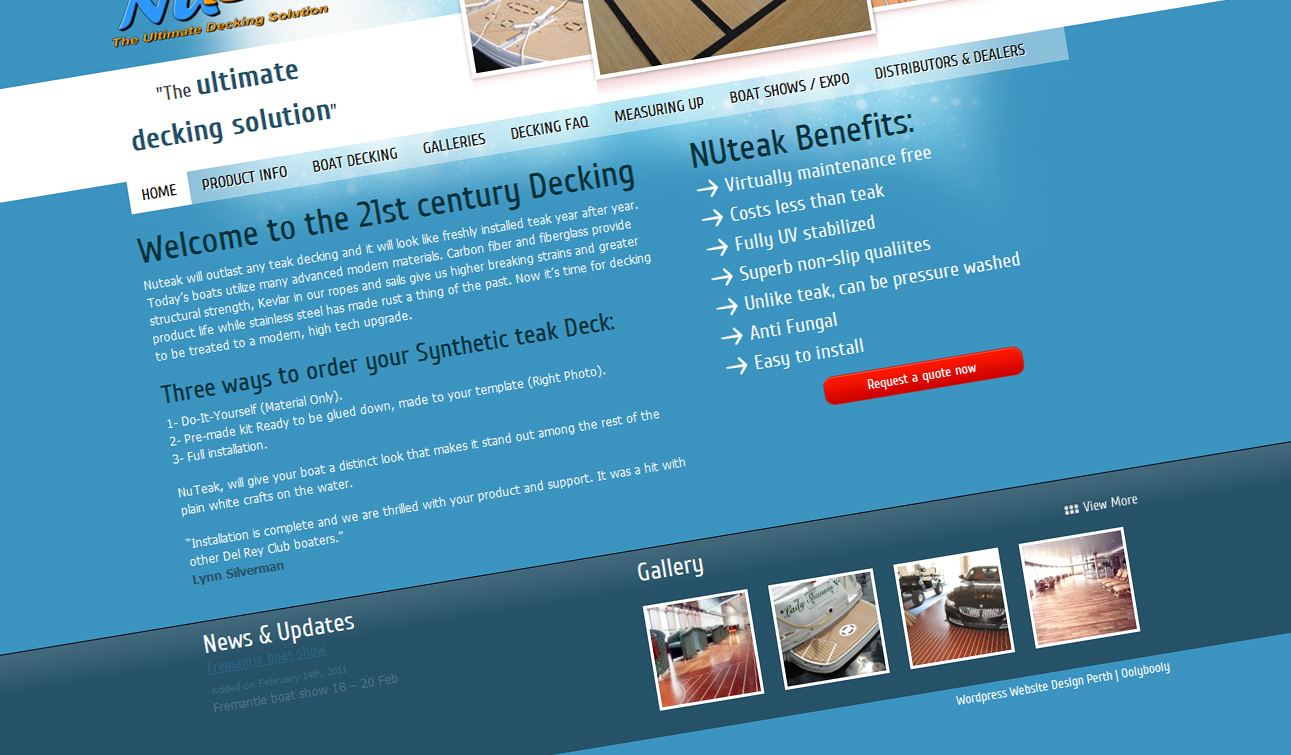 The Ultimate Decking Solution
"The ultimate
decking solution"
HOME
PRODUCT INFO
BOAT DECKING
GALLERIES
DECKING FAQ
MEASURING UP
BOAT SHOWS / EXPO
DISTRIBUTORS & DEALERS
Welcome to the 21st century Decking
Nuteak will outlast any teak decking and it will look like freshly installed teak year after year.
Today's boats utilize many advanced modern materials. Carbon fiber and fiberglass provide
structural strength, Kevlar in our ropes and sails give us higher breaking strains and greater
product life while stainless steel has made rust a thing of the past. Now it's time for decking
to be treated to a modern, high tech upgrade.
Three ways to order your Synthetic teak Deck:
1- Do-It-Yourself (Material Only).
2- Pre-made kit Ready to be glued down, made to your template (Right Photo).
3- Full installation.
NuTeak, will give your boat a distinct look that makes it stand out among the rest of the
plain white crafts on the water.
"Installation is complete and we are thrilled with your product and support. It was a hit with
other Del Rey Club boaters."
Lynn Silverman
NUteak Benefits:
Virtually maintenance free
Costs less than teak
Fully UV stabilized
Superb non-slip qualiites
Unlike teak, can be pressure washed
Anti Fungal
Easy to install
Request a quote now
News & Updates
Fremantle boat show
Added on February 14th, 2011
Fremantle boat show 18 – 20 Feb
Gallery
View More
Lady Shannon
Wordpress Website Design Perth | Oolybooly